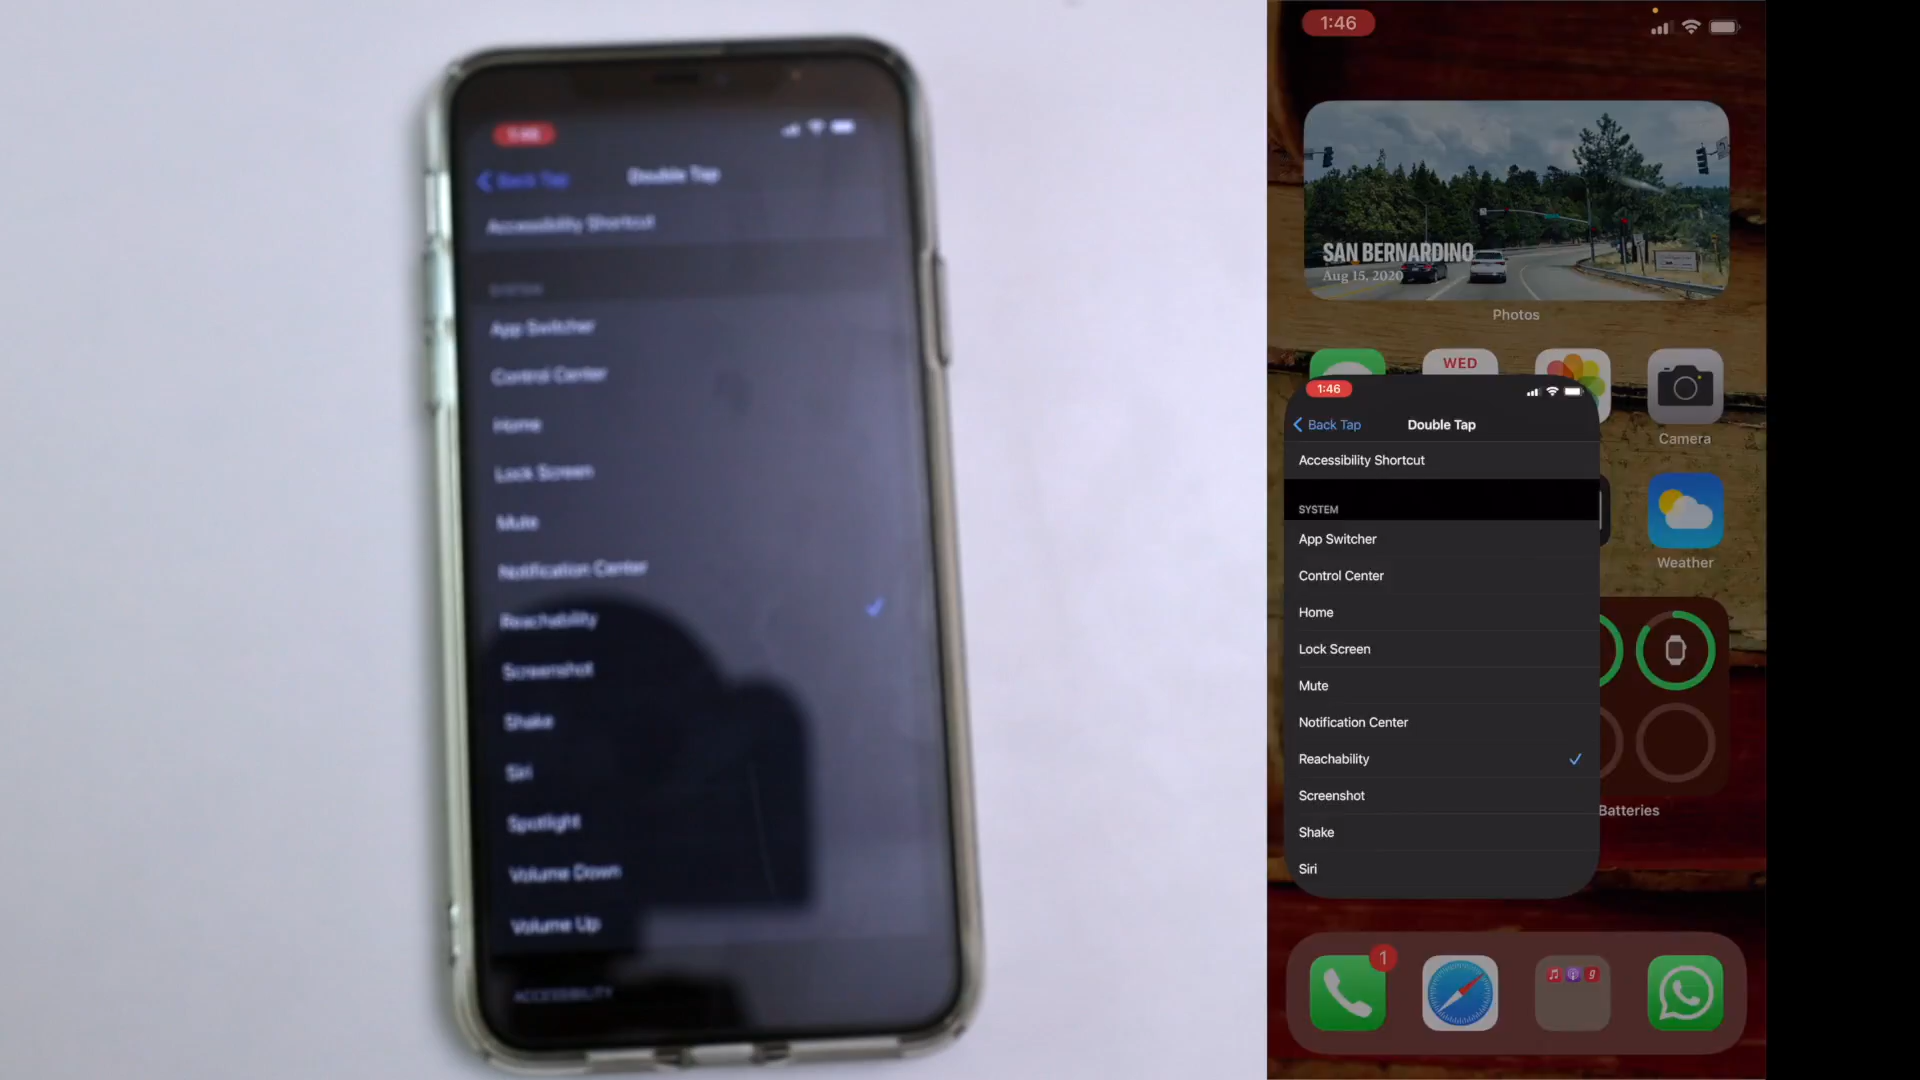 1:46
Back Tap
Double Tap
Accessibility Shortcut
SYSTEM
App Switcher
Control Center
Home
Lock Screen
Mute
Notification Center
Reachability
Screenshot
Shake
Siri
Spotlight
Volume Down
Volume Up
ACCESSIBILITY
1:46
SAN BERNARDINO
Aug 15, 2020
Photos
WED
Camera
Weather
Batteries
1:46
Back Tap
Double Tap
Accessibility Shortcut
SYSTEM
App Switcher
Control Center
Home
Lock Screen
Mute
Notification Center
Reachability
Screenshot
Shake
Siri
1